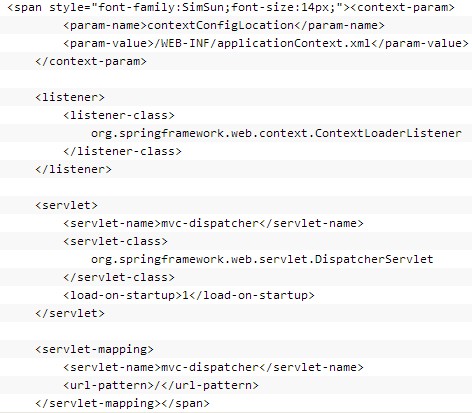 <span style="font-family:SimSun;font-size:14px;"><context-param>
        <param-name>contextConfigLocation</param-name>
        <param-value>/WEB-INF/applicationContext.xml</param-value>
    </context-param>

    <listener>
        <listener-class>
            org.springframework.web.context.ContextLoaderListener
        </listener-class>
    </listener>

    <servlet>
        <servlet-name>mvc-dispatcher</servlet-name>
        <servlet-class>
            org.springframework.web.servlet.DispatcherServlet
        </servlet-class>
        <load-on-startup>1</load-on-startup>
    </servlet>

    <servlet-mapping>
        <servlet-name>mvc-dispatcher</servlet-name>
        <url-pattern>/</url-pattern>
    </servlet-mapping></span>